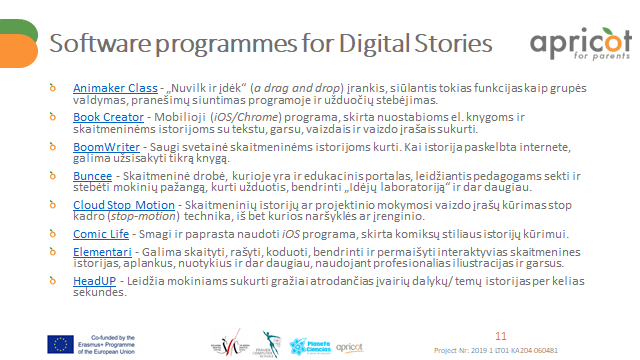 Software programmes for Digital Stories
apricot
for parents
Animaker Class - „Nuvilk ir įdėk“ (a drag and drop) įrankis, siūlantis tokias funkcijas kaip grupės
valdymas, pranešimų siuntimas programoje ir užduočių stebėjimas.
Book Creator - Mobilioji (iOS/Chrome) programa, skirta nuostabioms el. knygoms ir
skaitmeninėms istorijoms su tekstu, garsu, vaizdais ir vaizdo įrašais sukurti.
BoomWriter - Saugi svetainė skaitmeninėms istorijoms kurti. Kai istorija paskelbta internete,
galima užsisakyti tikrą knygą.
Buncee - Skaitmeninė drobė, kurioje yra ir edukacinis portalas, leidžiantis pedagogams sekti ir
stebėti mokinių pažangą, kurti užduotis, bendrinti „Idėjų laboratoriją“ ir dar daugiau.
Cloud Stop Motion - Skaitmeninių istorijų ar projektinio mokymosi vaizdo įrašų kūrimas stop
kadro (stop-motion) technika, iš bet kurios naršyklės ar įrenginio.
Comic Life - Smagi ir paprasta naudoti iOS programa, skirta komiksų stiliaus istorijų kūrimui.
Elementari - Galima skaityti, rašyti, koduoti, bendrinti ir permaišyti interaktyvias skaitmenines
istorijas, aplankus, nuotykius ir dar daugiau, naudojant profesionalias iliustracijas ir garsus.
HeadUP - Leidžia mokiniams sukurti gražiai atrodančias įvairių dalykų/ temų istorijas per kelias
sekundes.
11
Co-funded by the
Erasmus+ Programme
of the European Union
Planeta
Ciências
apricot
Project Nr: 2019-1-LT01-KA204-060481